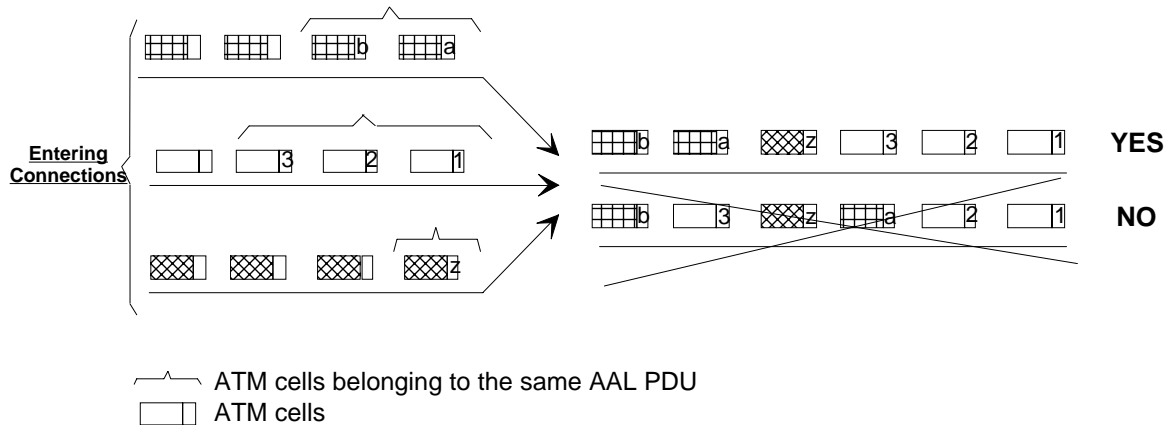 b a
Entering
Connections
3 2 1
z
b a z 3 2 1 YES
b 3 z a 2 1 NO
ATM cells belonging to the same AAL PDU
ATM cells